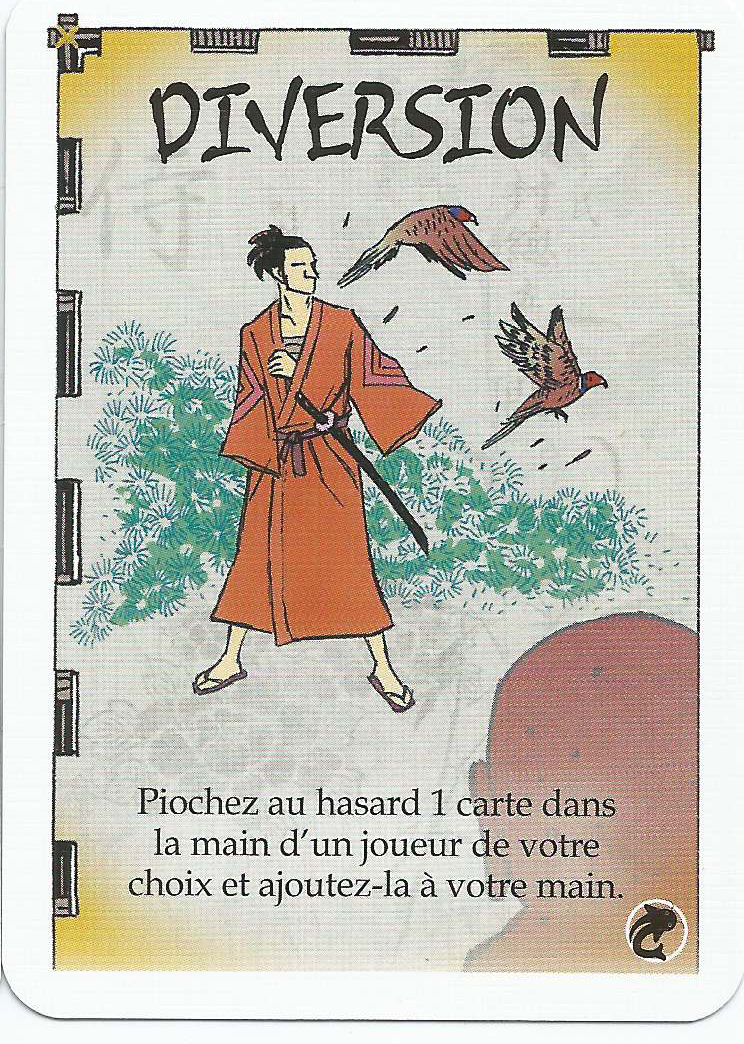 DIVERSION
Piochez au hasard 1 carte dans
la main d'un joueur de votre
choix et ajoutez-la à votre main.